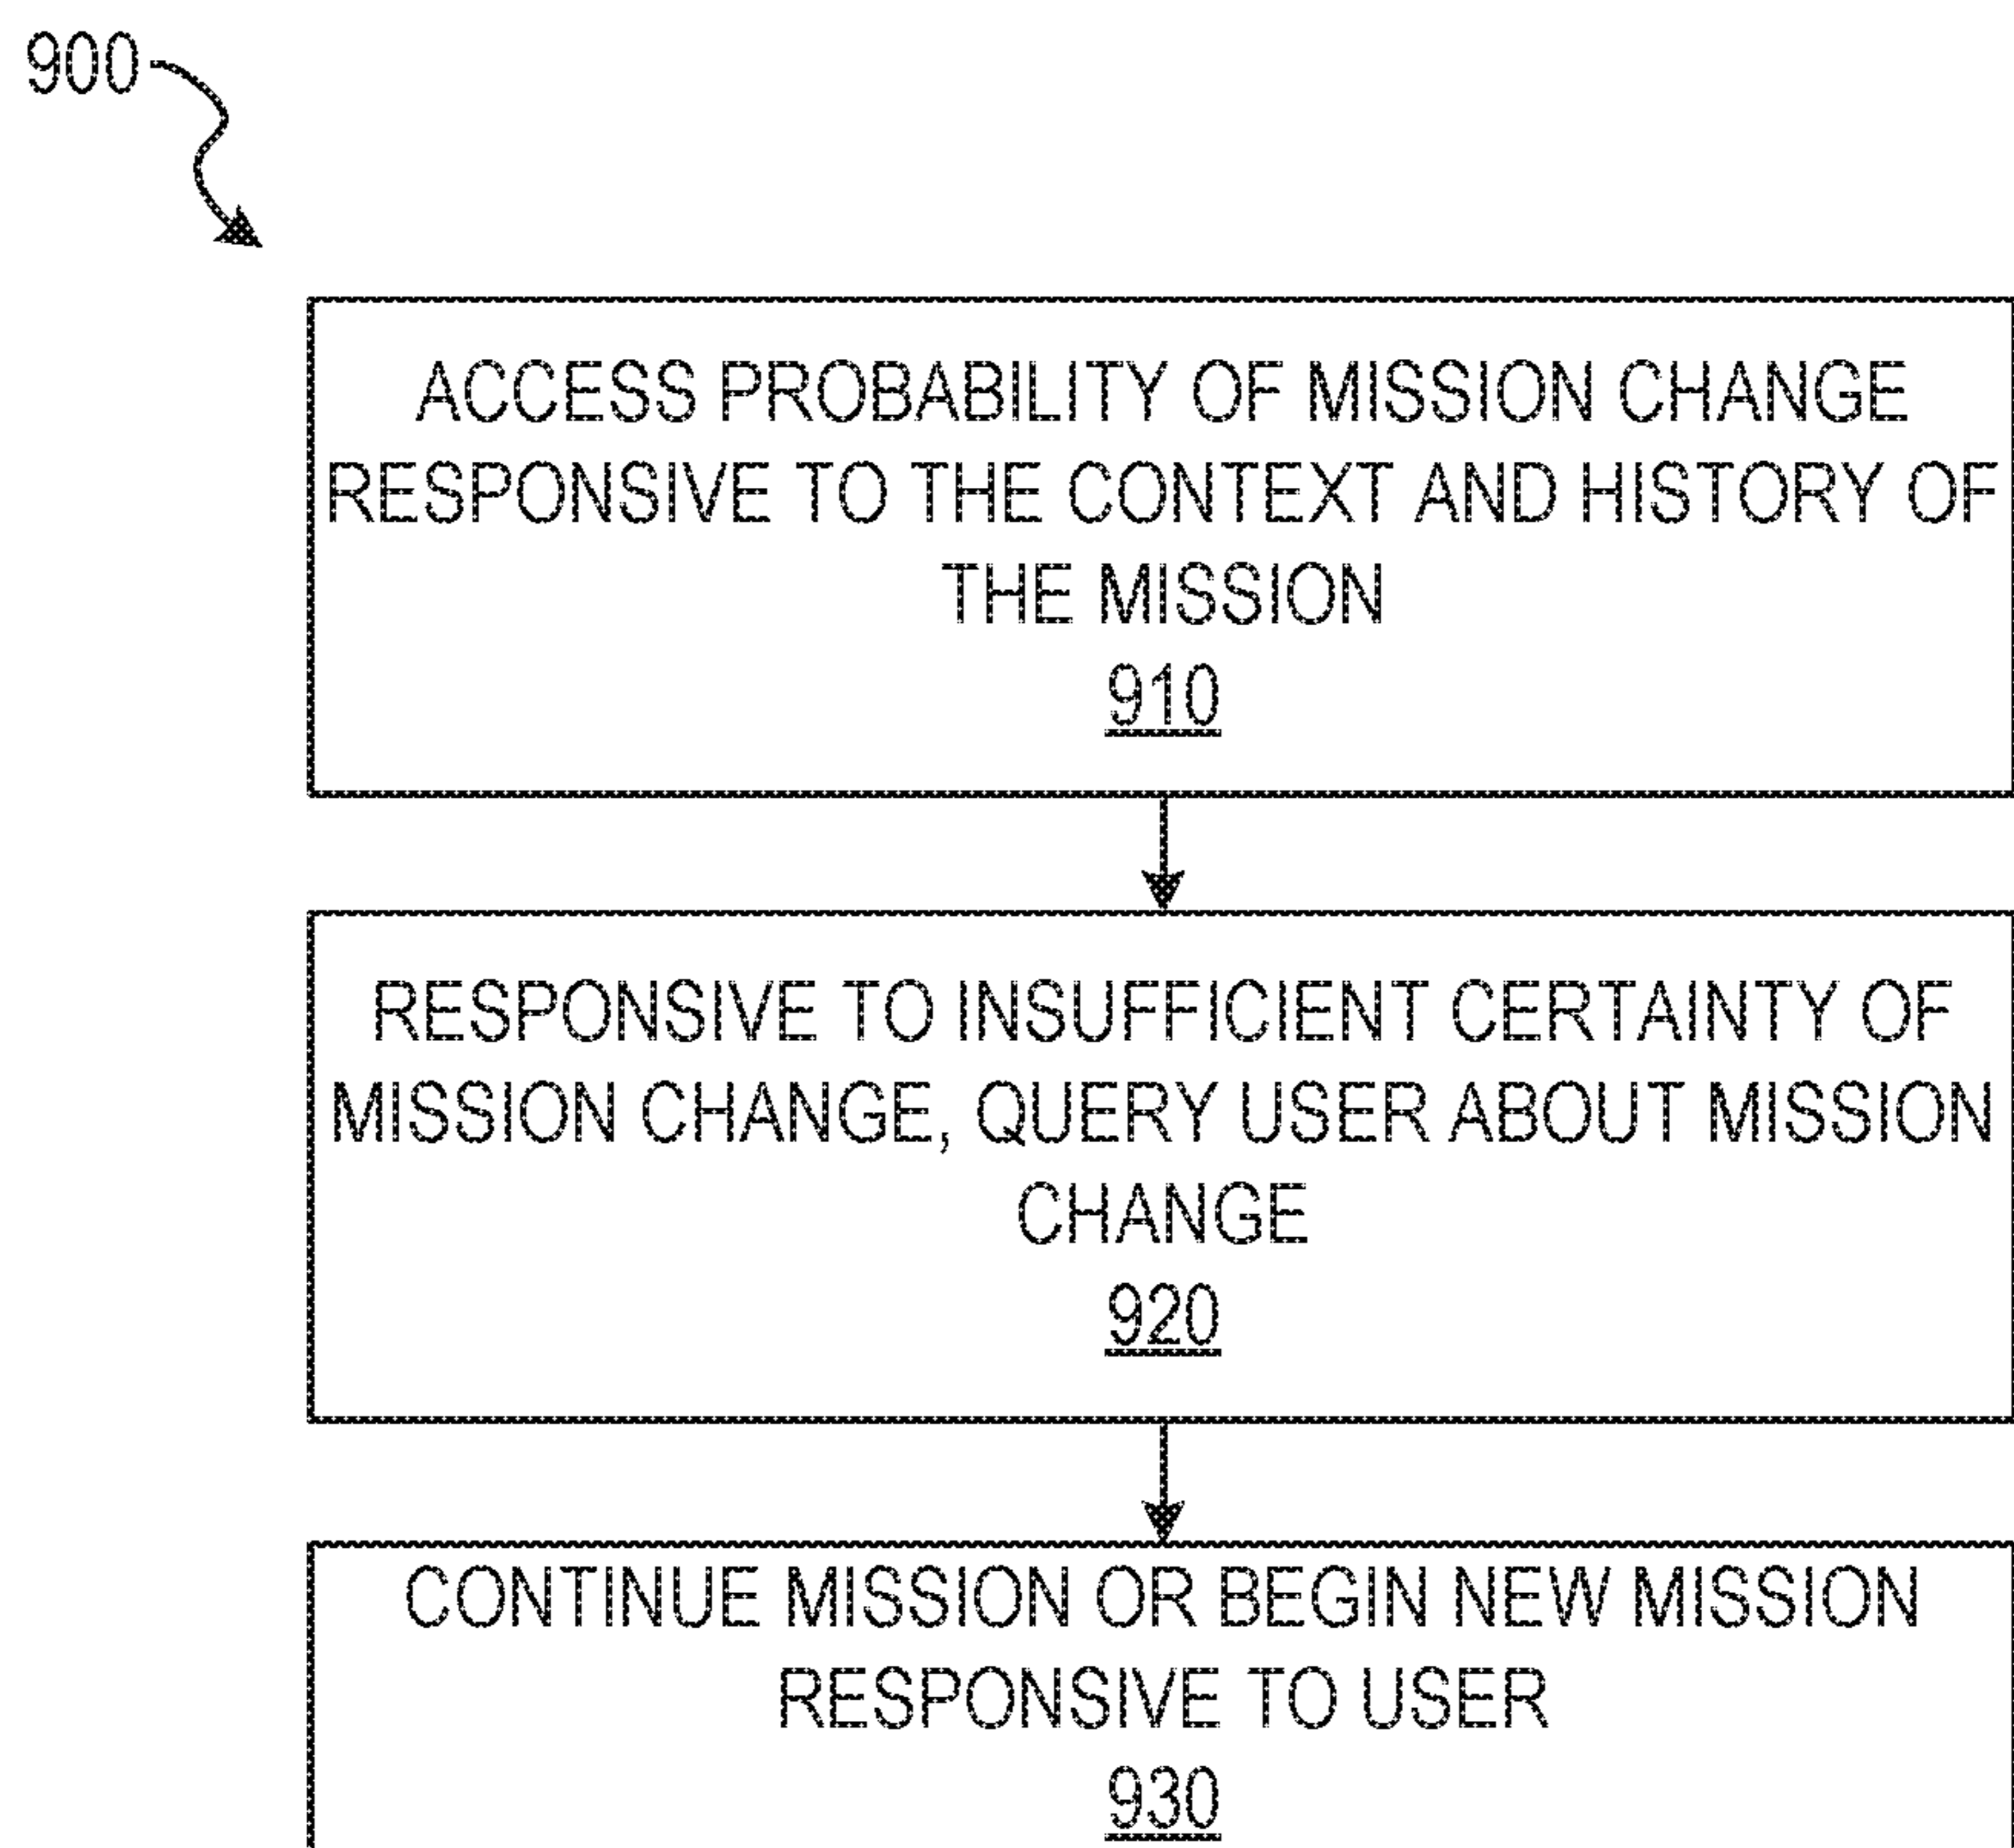 900
ACCESS PROBABILITY OF MISSION CHANGE
RESPONSIVE TO THE CONTEXT AND HISTORY OF
THE MISSION
910
RESPONSIVE TO INSUFFICIENT CERTAINTY OF
MISSION CHANGE, QUERY USER ABOUT MISSION
CHANGE
920
CONTINUE MISSION OR BEGIN NEW MISSION
RESPONSIVE TO USER
930